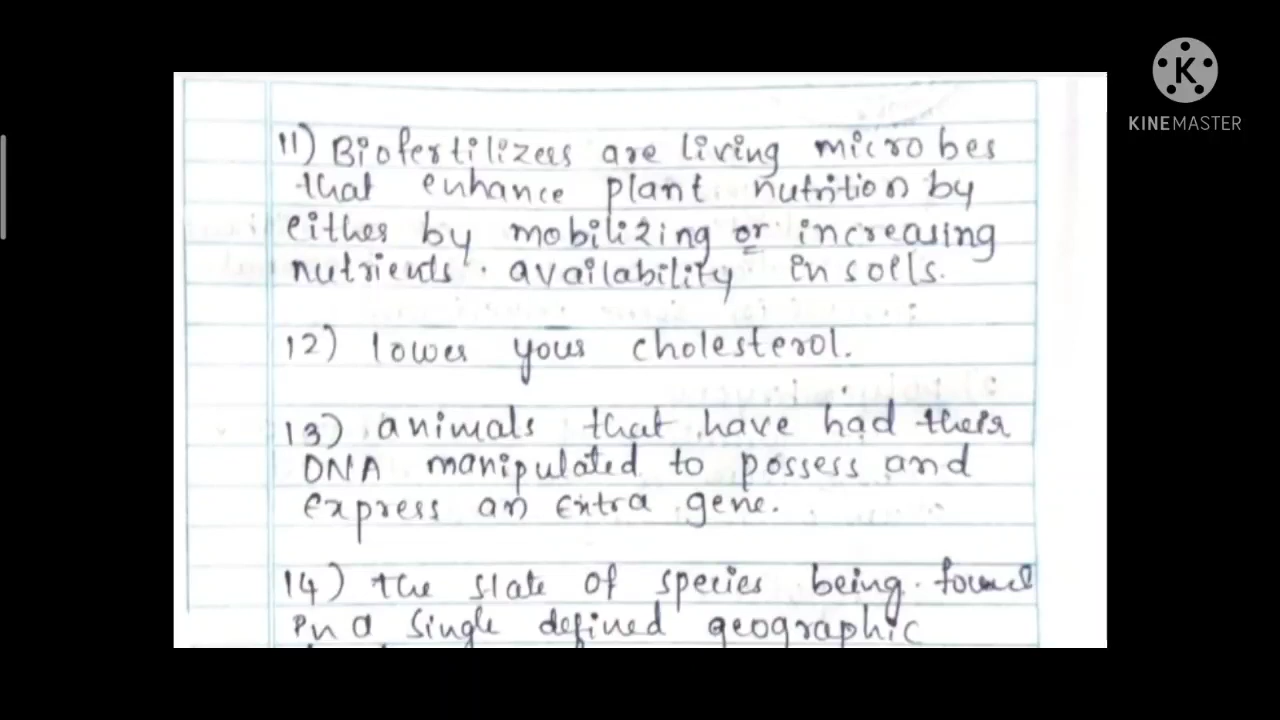 KINEMASTER
11) Biofertilizers are living microbes
that enhance plant nutrition by
either by mobilizing or increasing
nutrients. availability in soils.
12) lower your cholesterol.
13) animals that have had their
DNA manipulated to possess and
express an extra gene.
14) the state of species being found
in a single defined geographic